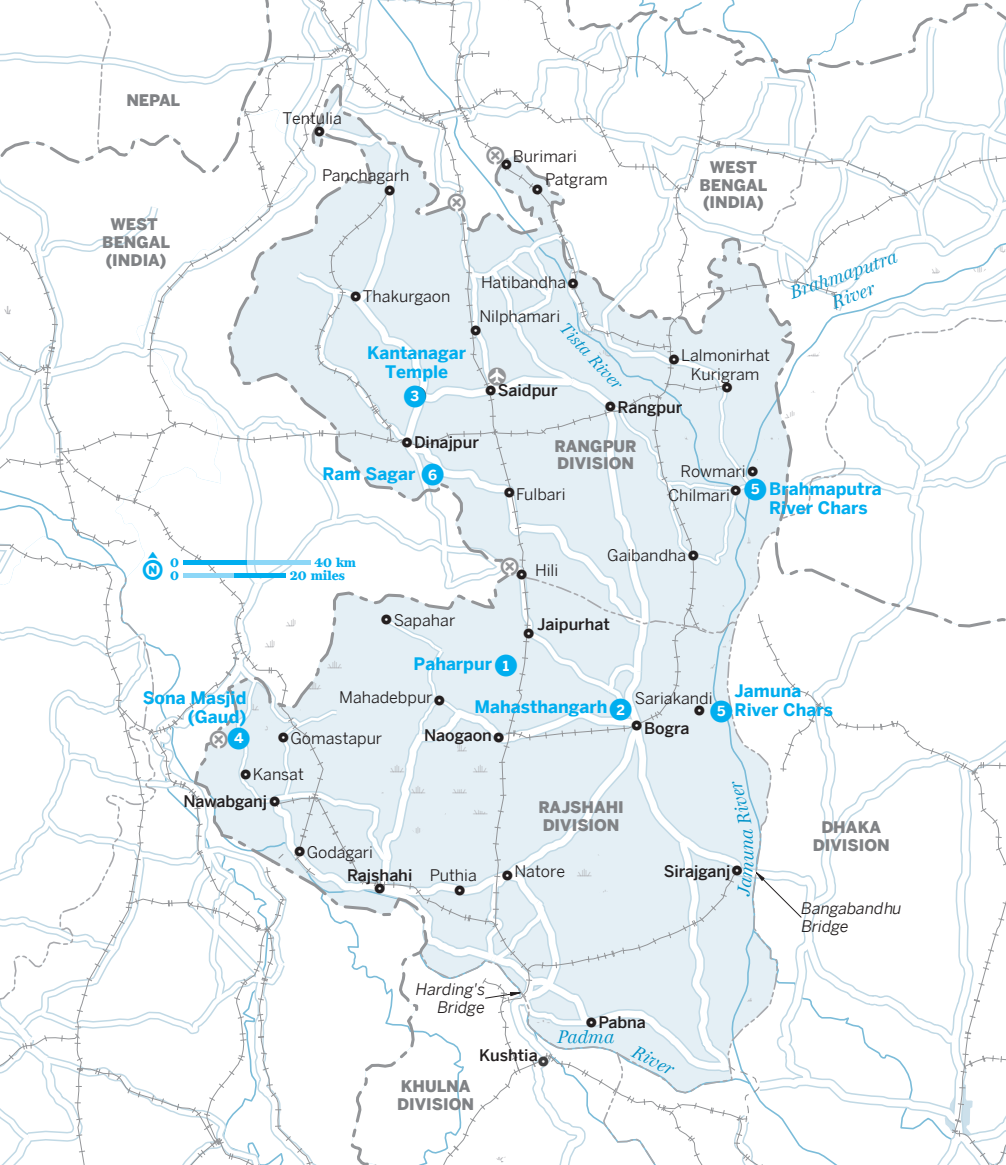 NEPAL
Tentulia
Burimari
Patgram
Panchagarh
WEST
BENGAL
(INDIA)
WEST
BENGAL
(INDIA)
Brahmaputra
River
Hatibandha
Thakurgaon
Nilphamari
Tista River
Kantanagar
Temple
3
Lalmonirhat
Kurigram
Saidpur
Rangpur
Dinajpur
RANGPUR
DIVISION
Ram Sagar 6
Rowmari
Chilmari
5 Brahmaputra
River Chars
Fulbari
Gaibandha
N
0 40 km
0 20 miles
Hili
Sapahar
Jaipurhat
Paharpur 1
Mahadebpur
Mahasthangarh 2
Sariakandi
5 Jamuna
River Chars
Sona Masjid
(Gaud)
4
Gomastapur
Naogaon
Bogra
Kansat
Nawabganj
RAJSHAHI
DIVISION
Jamuna River
DHAKA
DIVISION
Godagari
Rajshahi
Puthia
Natore
Sirajganj
Bangabandhu
Bridge
Harding's
Bridge
Pabna
Padma
River
Kushtia
KHULNA
DIVISION